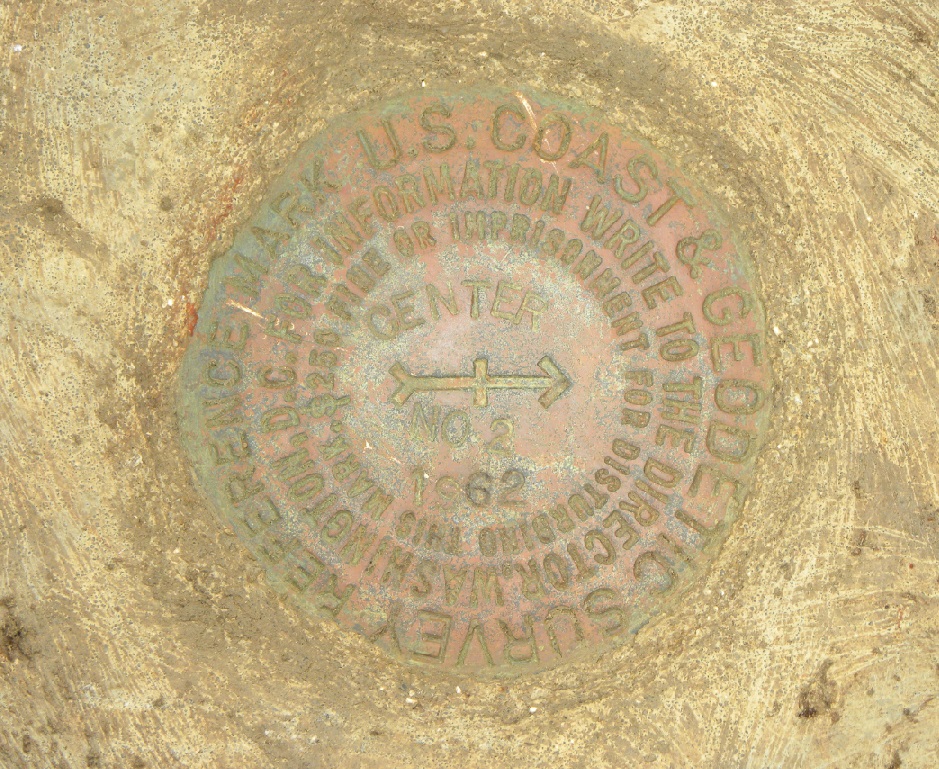 U.S. COAST & GEODETIC SURVEY REFERENCE MARK
FOR INFORMATION WRITE TO THE DIRECTOR, WASHINGTON, D.C.
$250 FINE OR IMPRISONMENT FOR DISTURBING THIS MARK.
CENTER
NO. 2
1962